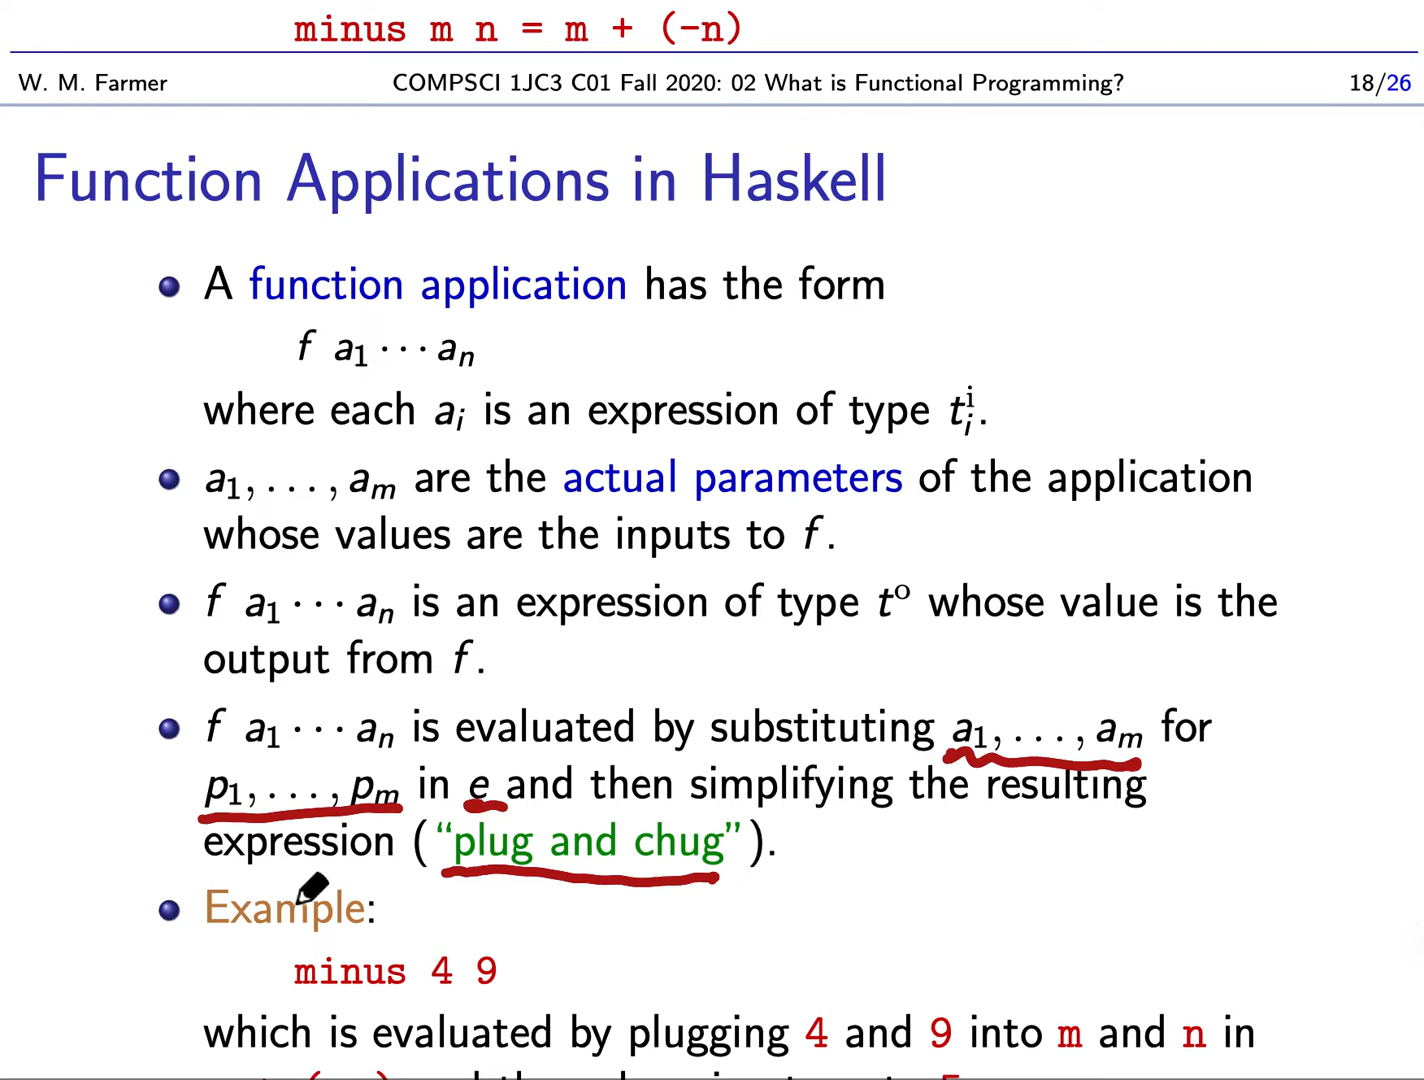 minus m n = m + (-n)
W. M. Farmer COMPSCI 1JC3 C01 Fall 2020: 02 What is Functional Programming? 18/26
Function Applications in Haskell
A function application has the form
f a₁ ⋯ aₙ
where each aᵢ is an expression of type tᵢⁱ.
a₁, . . . , aₘ are the actual parameters of the application
whose values are the inputs to f.
f a₁ ⋯ aₙ is an expression of type tᵒ whose value is the
output from f.
f a₁ ⋯ aₙ is evaluated by substituting a₁, . . . , aₘ for
p₁, . . . , pₘ in e and then simplifying the resulting
expression (“plug and chug”).
Example:
minus 4 9
which is evaluated by plugging 4 and 9 into m and n in